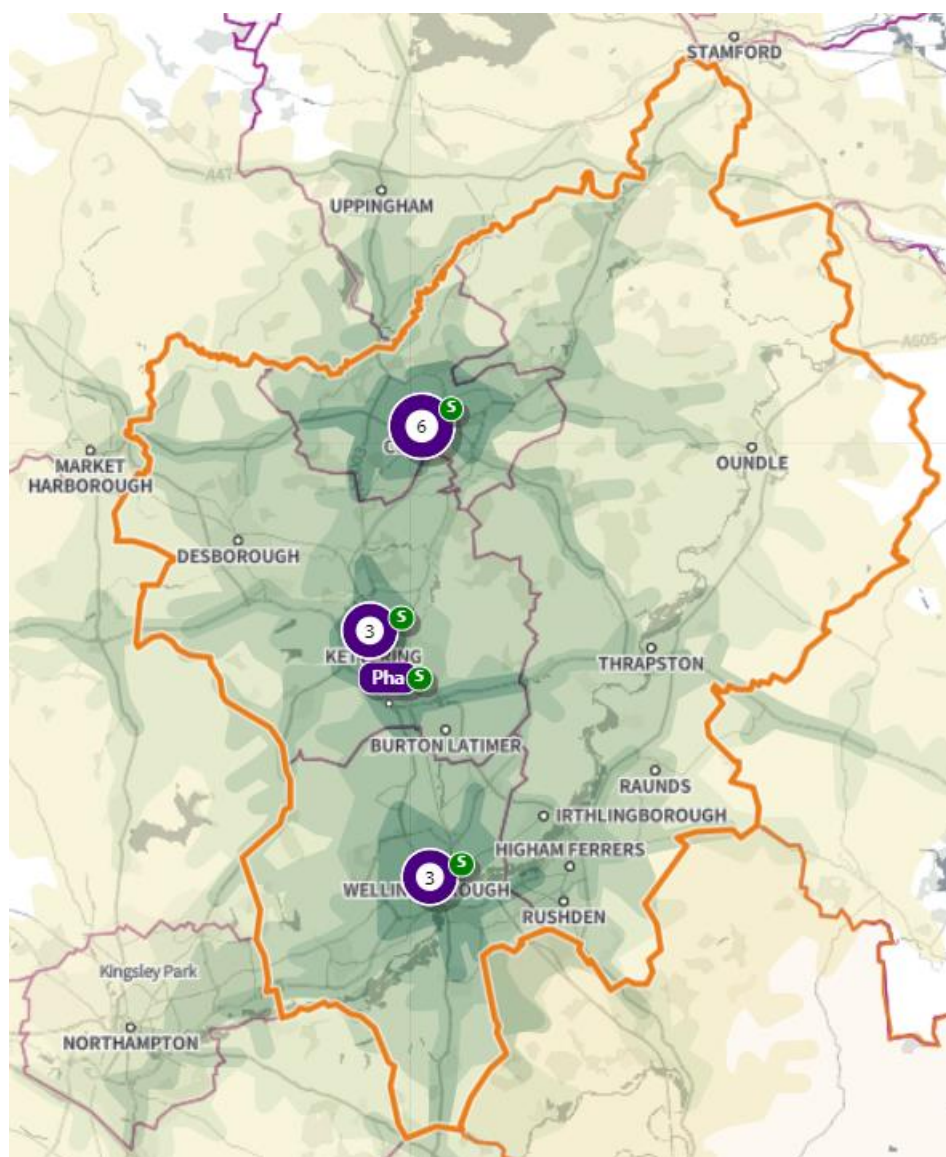 STAMFORD
A47
UPPINGHAM
A605
6
S
MARKET
HARBOROUGH
OUNDLE
DESBOROUGH
3
S
THRAPSTON
Pha
S
BURTON LATIMER
RAUNDS
IRTHLINGBOROUGH
HIGHAM FERRERS
3
S
RUSHDEN
Kingsley Park
NORTHAMPTON